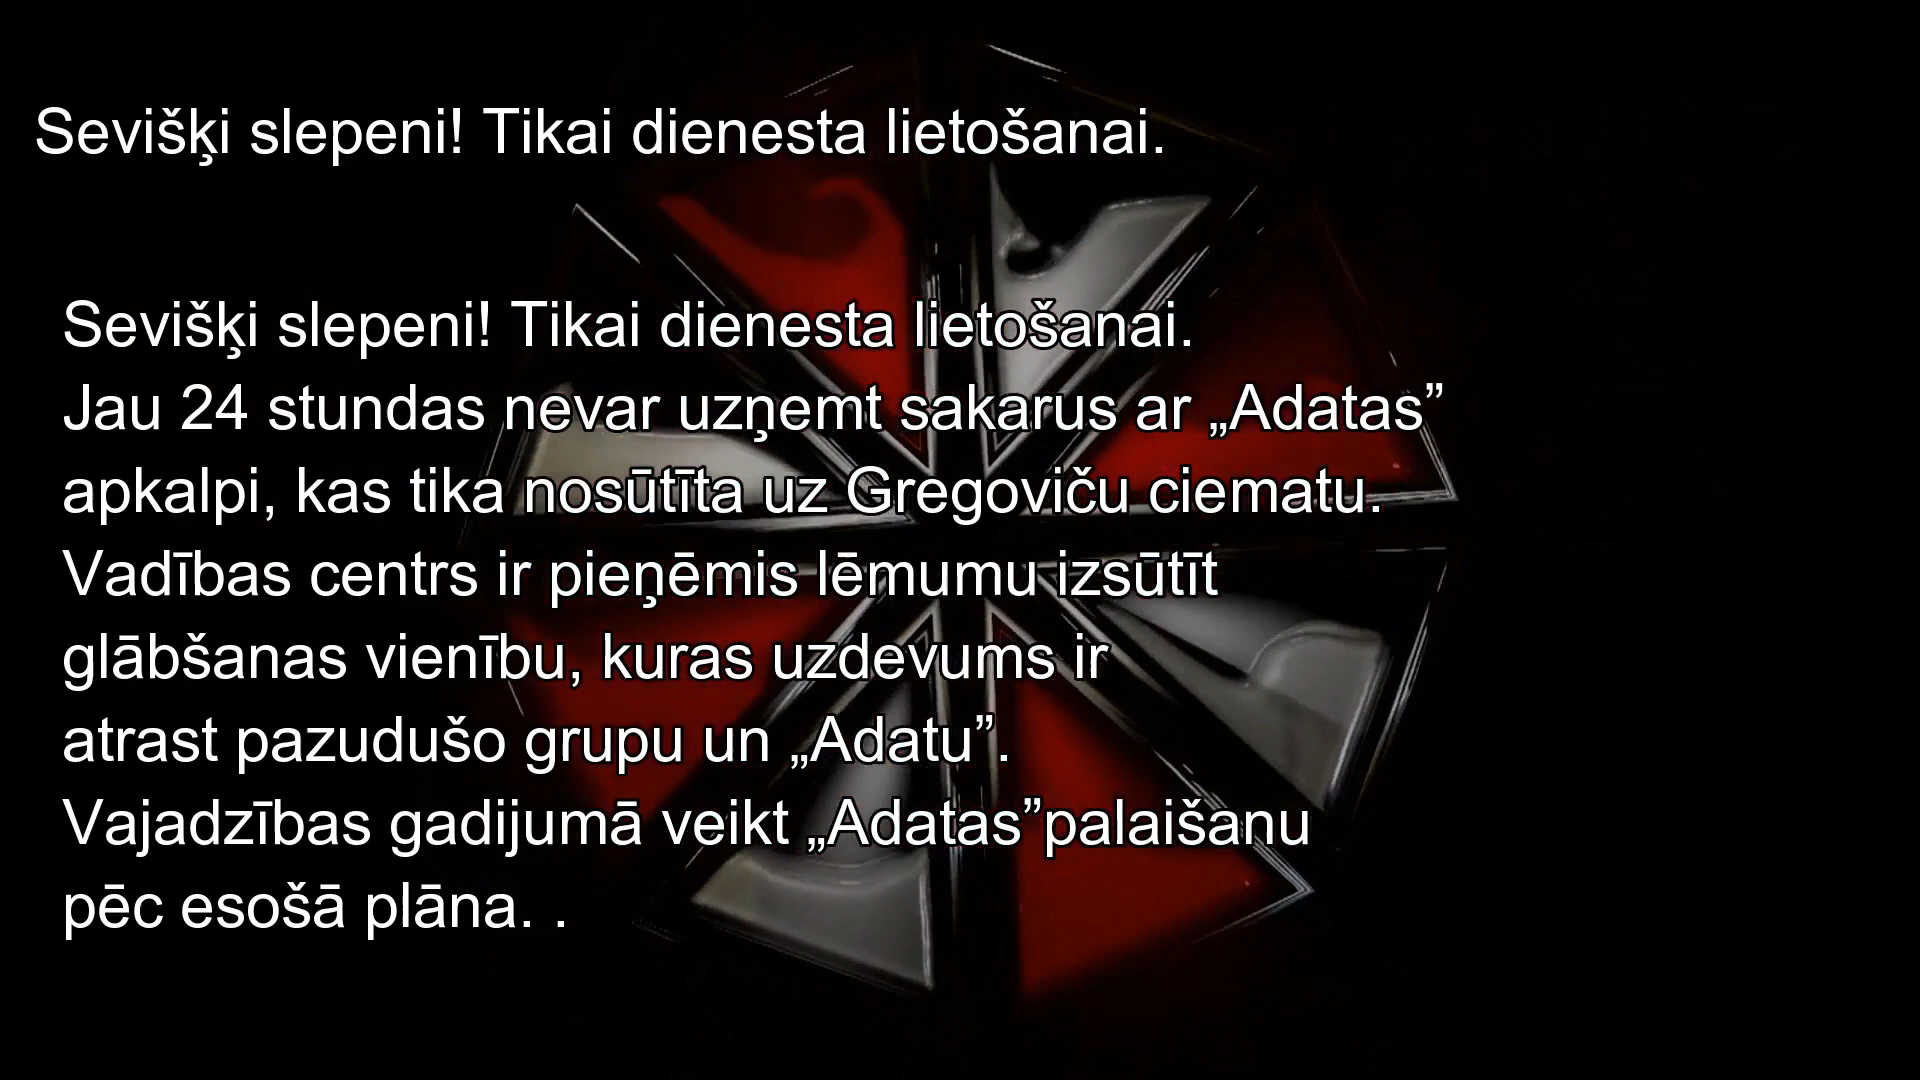 Sevišķi slepeni! Tikai dienesta lietošanai.
Sevišķi slepeni! Tikai dienesta lietošanai.
Jau 24 stundas nevar uzņemt sakarus ar „Adatas”
apkalpi, kas tika nosūtīta uz Gregoviču ciematu.
Vadības centrs ir pieņēmis lēmumu izsūtīt
glābšanas vienību, kuras uzdevums ir
atrast pazudušo grupu un „Adatu”.
Vajadzības gadijumā veikt „Adatas”palaišanu
pēc esošā plāna. .